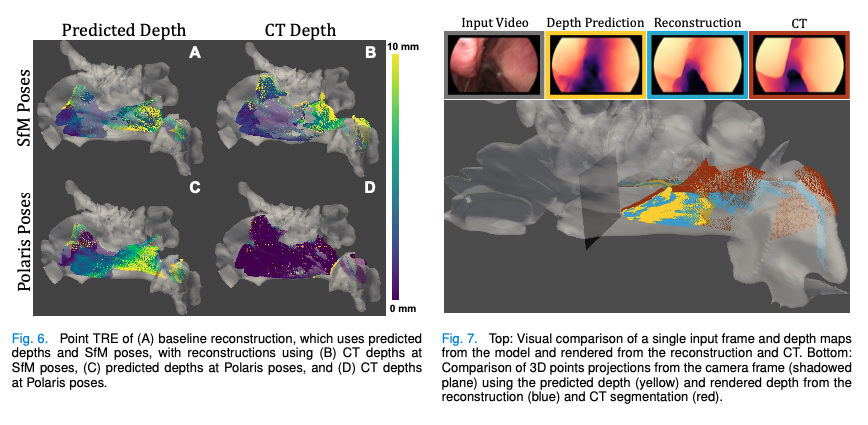 Predicted Depth
CT Depth
SfM Poses
Polaris Poses
A
B
C
D
10 mm
0 mm
Fig. 6. Point TRE of (A) baseline reconstruction, which uses predicted
depths and SfM poses, with reconstructions using (B) CT depths at
SfM poses, (C) predicted depths at Polaris poses, and (D) CT depths
at Polaris poses.
Input Video
Depth Prediction
Reconstruction
CT
Fig. 7. Top: Visual comparison of a single input frame and depth maps
from the model and rendered from the reconstruction and CT. Bottom:
Comparison of 3D points projections from the camera frame (shadowed
plane) using the predicted depth (yellow) and rendered depth from the
reconstruction (blue) and CT segmentation (red).